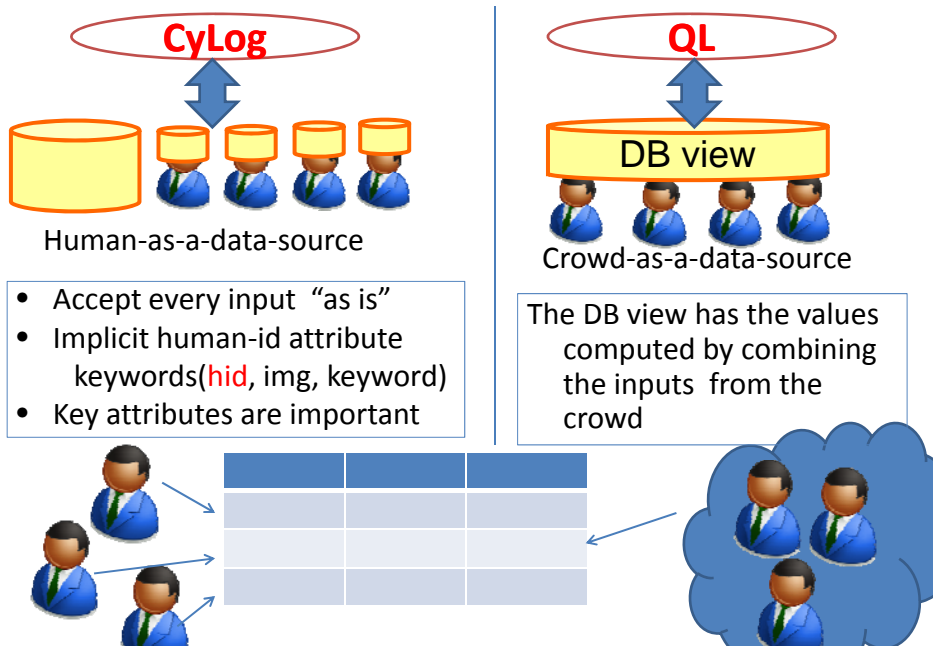 CyLog
Human-as-a-data-source
• Accept every input “as is”
• Implicit human-id attribute
keywords(hid, img, keyword)
• Key attributes are important
QL
DB view
Crowd-as-a-data-source
The DB view has the values
computed by combining
the inputs from the
crowd